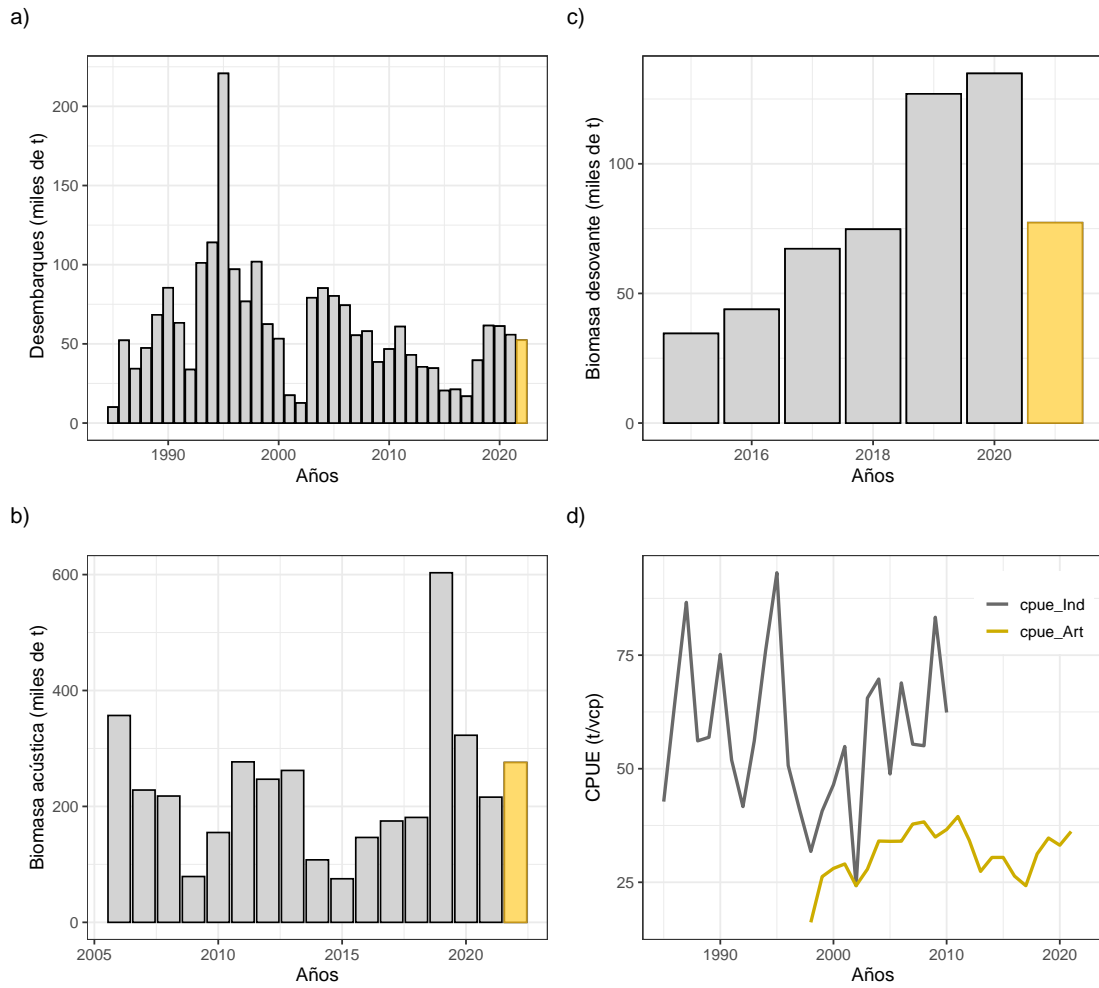 a)
Desembarques (miles de t)
200
150
100
50
0
1990 2000 2010 2020
Años
c)
Biomasa desovante (miles de t)
100
50
0
2016 2018 2020
Años
b)
Biomasa acústica (miles de t)
600
400
200
0
2005 2010 2015 2020
Años
d)
CPUE (t/vcp)
75
50
25
cpue_Ind
cpue_Art
1990 2000 2010 2020
Años